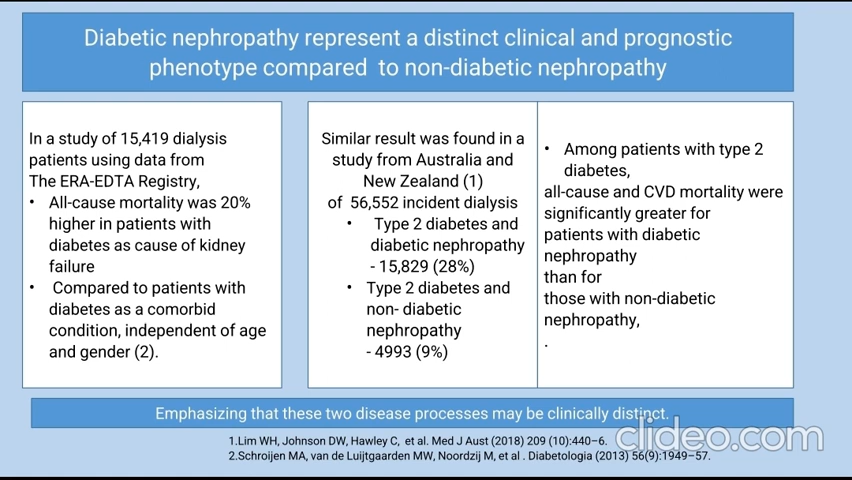 Diabetic nephropathy represent a distinct clinical and prognostic
phenotype compared to non-diabetic nephropathy
In a study of 15,419 dialysis
patients using data from
The ERA-EDTA Registry,
• All-cause mortality was 20%
higher in patients with
diabetes as cause of kidney
failure
• Compared to patients with
diabetes as a comorbid
condition, independent of age
and gender (2).
Similar result was found in a
study from Australia and
New Zealand (1)
of 56,552 incident dialysis
• Type 2 diabetes and
diabetic nephropathy
- 15,829 (28%)
• Type 2 diabetes and
non- diabetic
nephropathy
- 4993 (9%)
• Among patients with type 2
diabetes,
all-cause and CVD mortality were
significantly greater for
patients with diabetic
nephropathy
than for
those with non-diabetic
nephropathy,
.
Emphasizing that these two disease processes may be clinically distinct.
1.Lim WH, Johnson DW, Hawley C, et al. Med J Aust (2018) 209 (10):440–6.
2.Schroijen MA, van de Luijtgaarden MW, Noordzij M, et al . Diabetologia (2013) 56(9):1949–57.
clideo.com